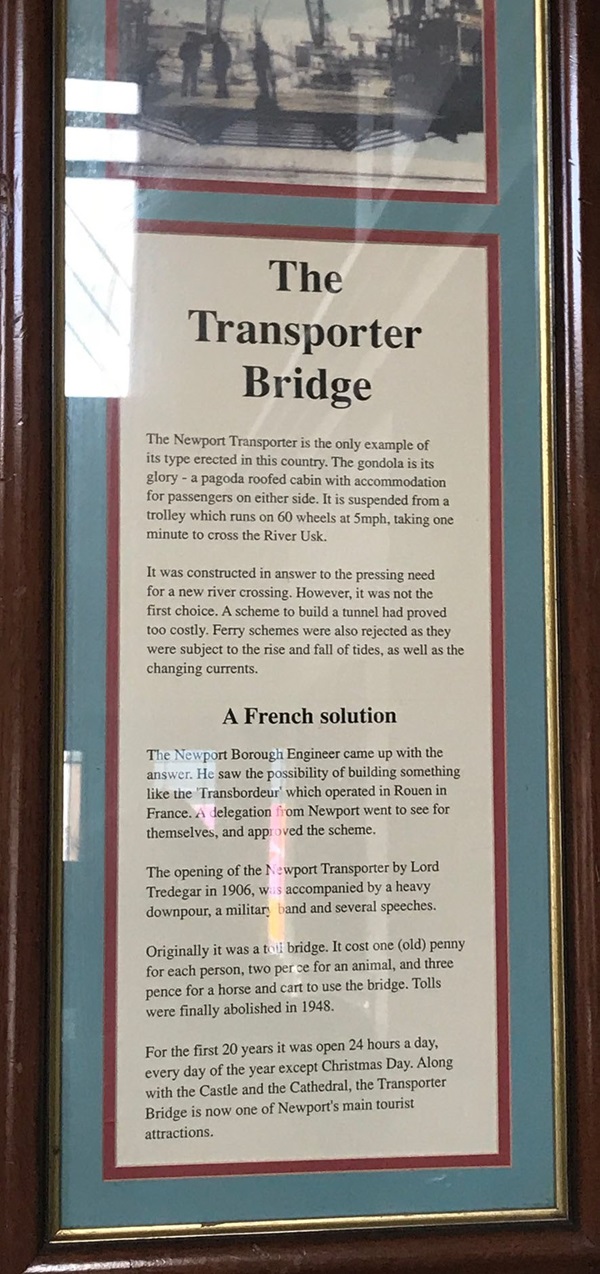 The
Transporter
Bridge
The Newport Transporter is the only example of
its type erected in this country. The gondola is its
glory - a pagoda roofed cabin with accommodation
for passengers on either side. It is suspended from a
trolley which runs on 60 wheels at 5mph, taking one
minute to cross the River Usk.
It was constructed in answer to the pressing need
for a new river crossing. However, it was not the
first choice. A scheme to build a tunnel had proved
too costly. Ferry schemes were also rejected as they
were subject to the rise and fall of tides, as well as the
changing currents.
A French solution
The Newport Borough Engineer came up with the
answer. He saw the possibility of building something
like the 'Transbordeur' which operated in Rouen in
France. A delegation from Newport went to see for
themselves, and approved the scheme.
The opening of the Newport Transporter by Lord
Tredegar in 1906, was accompanied by a heavy
downpour, a military band and several speeches.
Originally it was a toll bridge. It cost one (old) penny
for each person, two pence for an animal, and three
pence for a horse and cart to use the bridge. Tolls
were finally abolished in 1948.
For the first 20 years it was open 24 hours a day,
every day of the year except Christmas Day. Along
with the Castle and the Cathedral, the Transporter
Bridge is now one of Newport's main tourist
attractions.